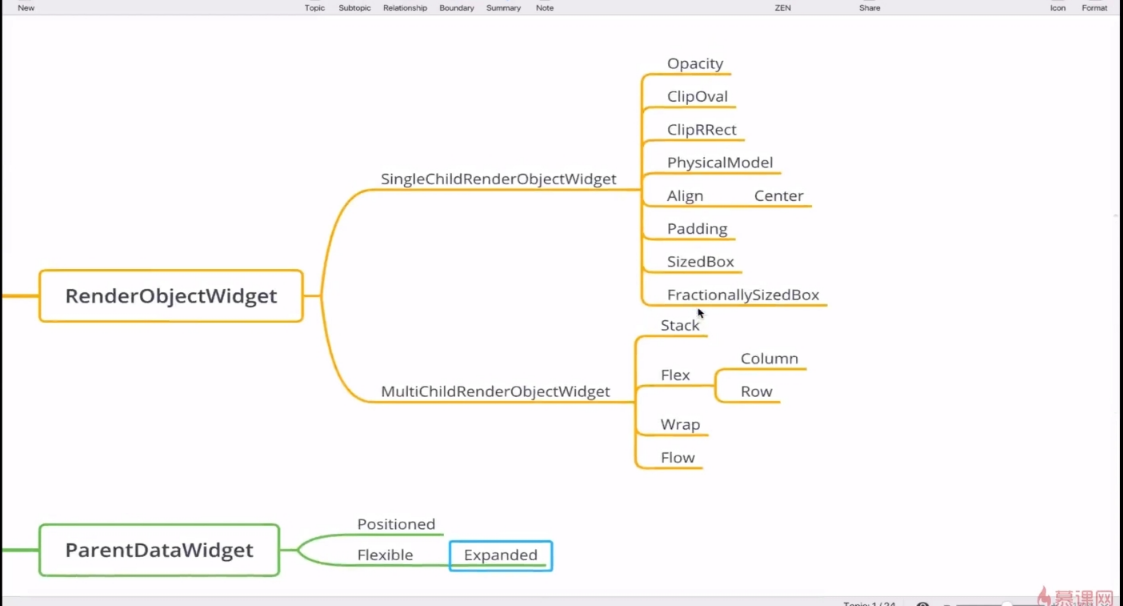 New Topic Subtopic Relationship Boundary Summary Note ZEN Share Icon Format
Opacity
ClipOval
ClipRRect
PhysicalModel
SingleChildRenderObjectWidget
Align Center
Padding
SizedBox
RenderObjectWidget
FractionallySizedBox
Stack
Column
Flex
MultiChildRenderObjectWidget
Row
Wrap
Flow
Positioned
ParentDataWidget
Flexible Expanded
Topic: 1 / 24
慕课网